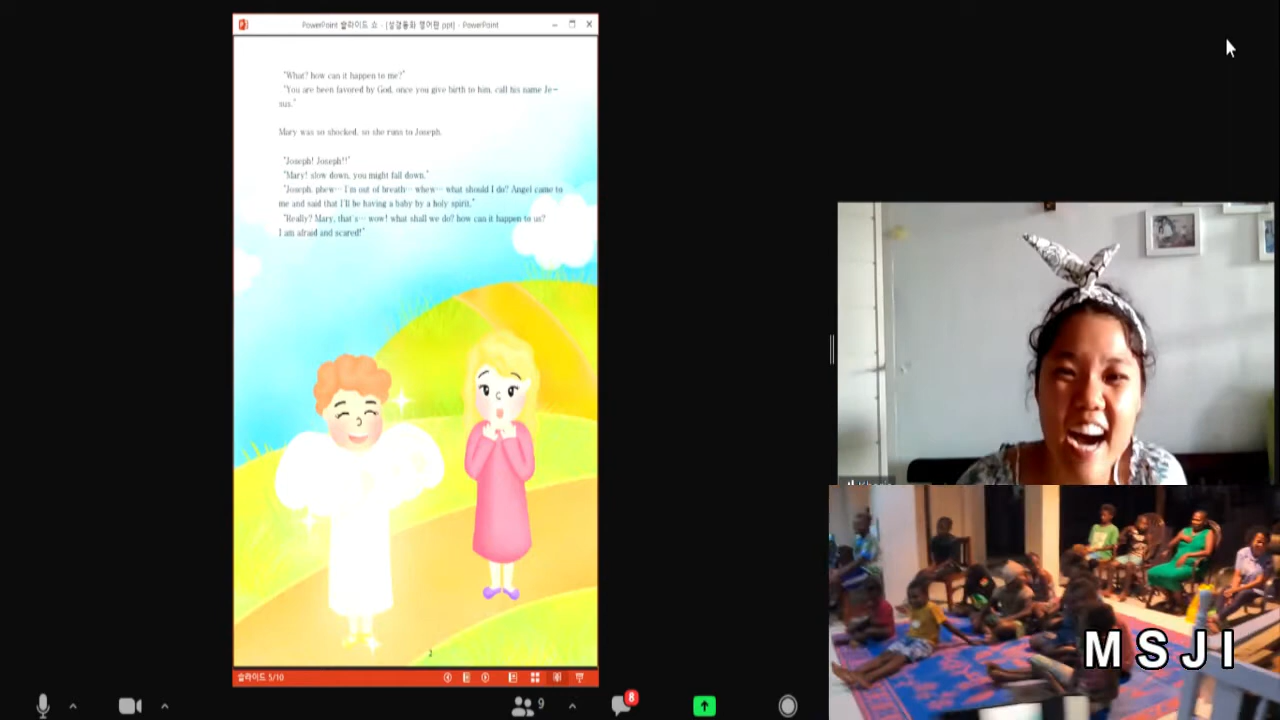 PowerPoint 슬라이드 쇼 - [성경동화 영어판.ppt] - PowerPoint
"What? how can it happen to me?"
"You are been favored by God, once you give birth to him, call his name Je-
sus."
Mary was so shocked, so she runs to Joseph.
"Joseph! Joseph!!"
"Mary! slow down, you might fall down."
"Joseph, phew… I'm out of breath… whew… what should I do? Angel came to
me and said that I'll be having a baby by a holy spirit."
"Really? Mary, that's… wow! what shall we do? how can it happen to us?
I am afraid and scared!"
2
슬라이드 5/10
M S J I
9
8